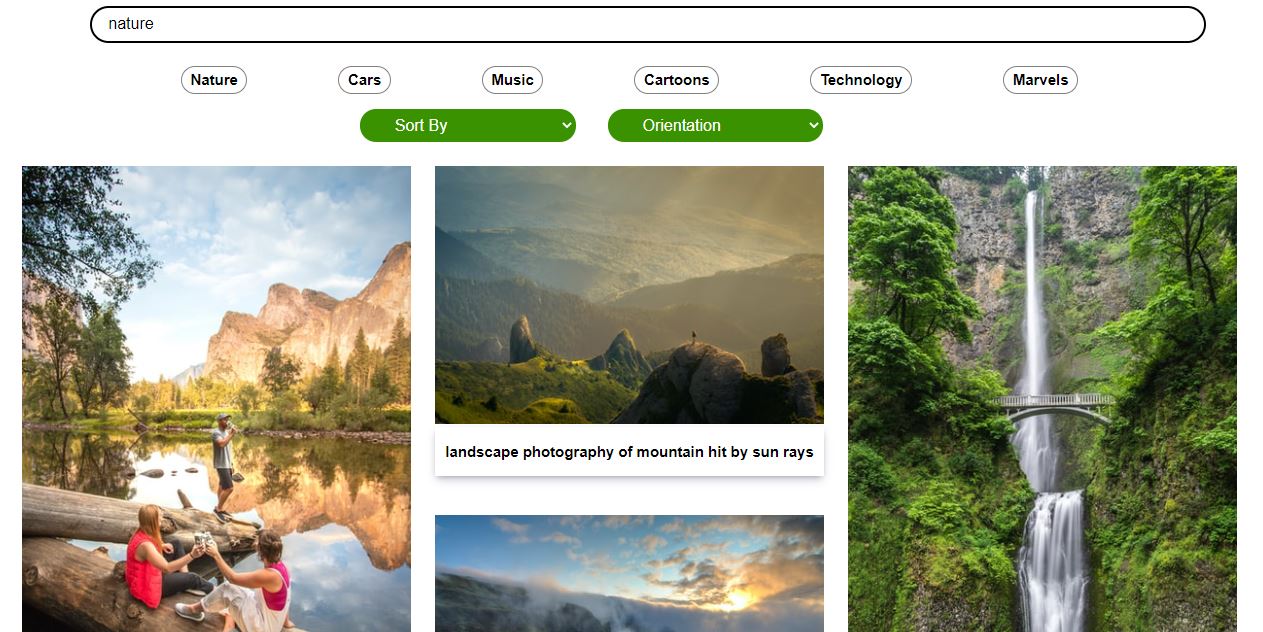 nature
Nature Cars Music Cartoons Technology Marvels
Sort By Orientation
landscape photography of mountain hit by sun rays